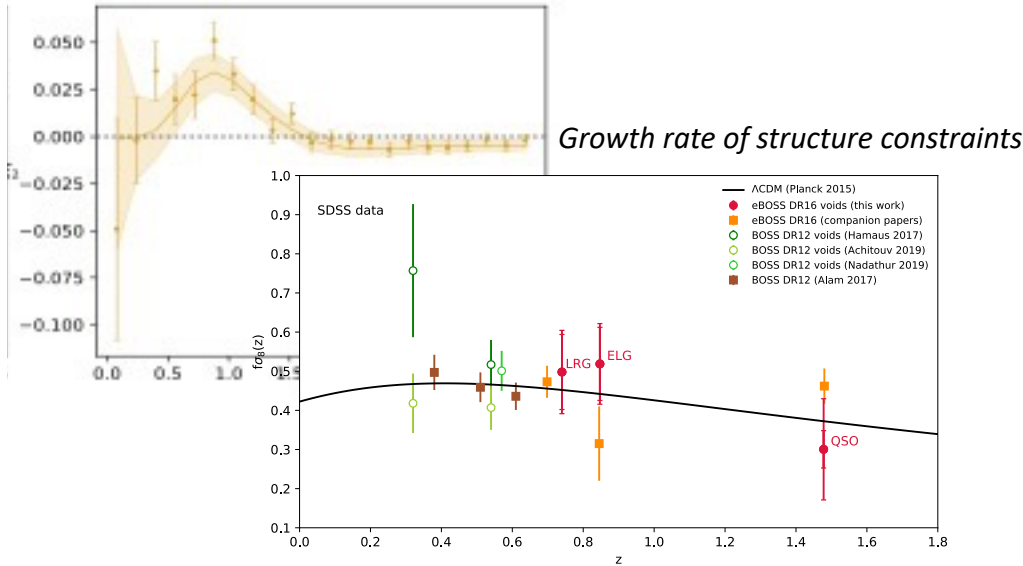 0.050
0.025
0.000
−0.025
−0.050
−0.075
−0.100
0.0
0.5
1.0
Growth rate of structure constraints
SDSS data
ΛCDM (Planck 2015)
eBOSS DR16 voids (this work)
eBOSS DR16 (companion papers)
BOSS DR12 voids (Hamaus 2017)
BOSS DR12 voids (Achitouv 2019)
BOSS DR12 voids (Nadathur 2019)
BOSS DR12 (Alam 2017)
LRG
ELG
QSO
fσ8(z)
1.0
0.9
0.8
0.7
0.6
0.5
0.4
0.3
0.2
0.1
0.0 0.2 0.4 0.6 0.8 1.0 1.2 1.4 1.6 1.8
z